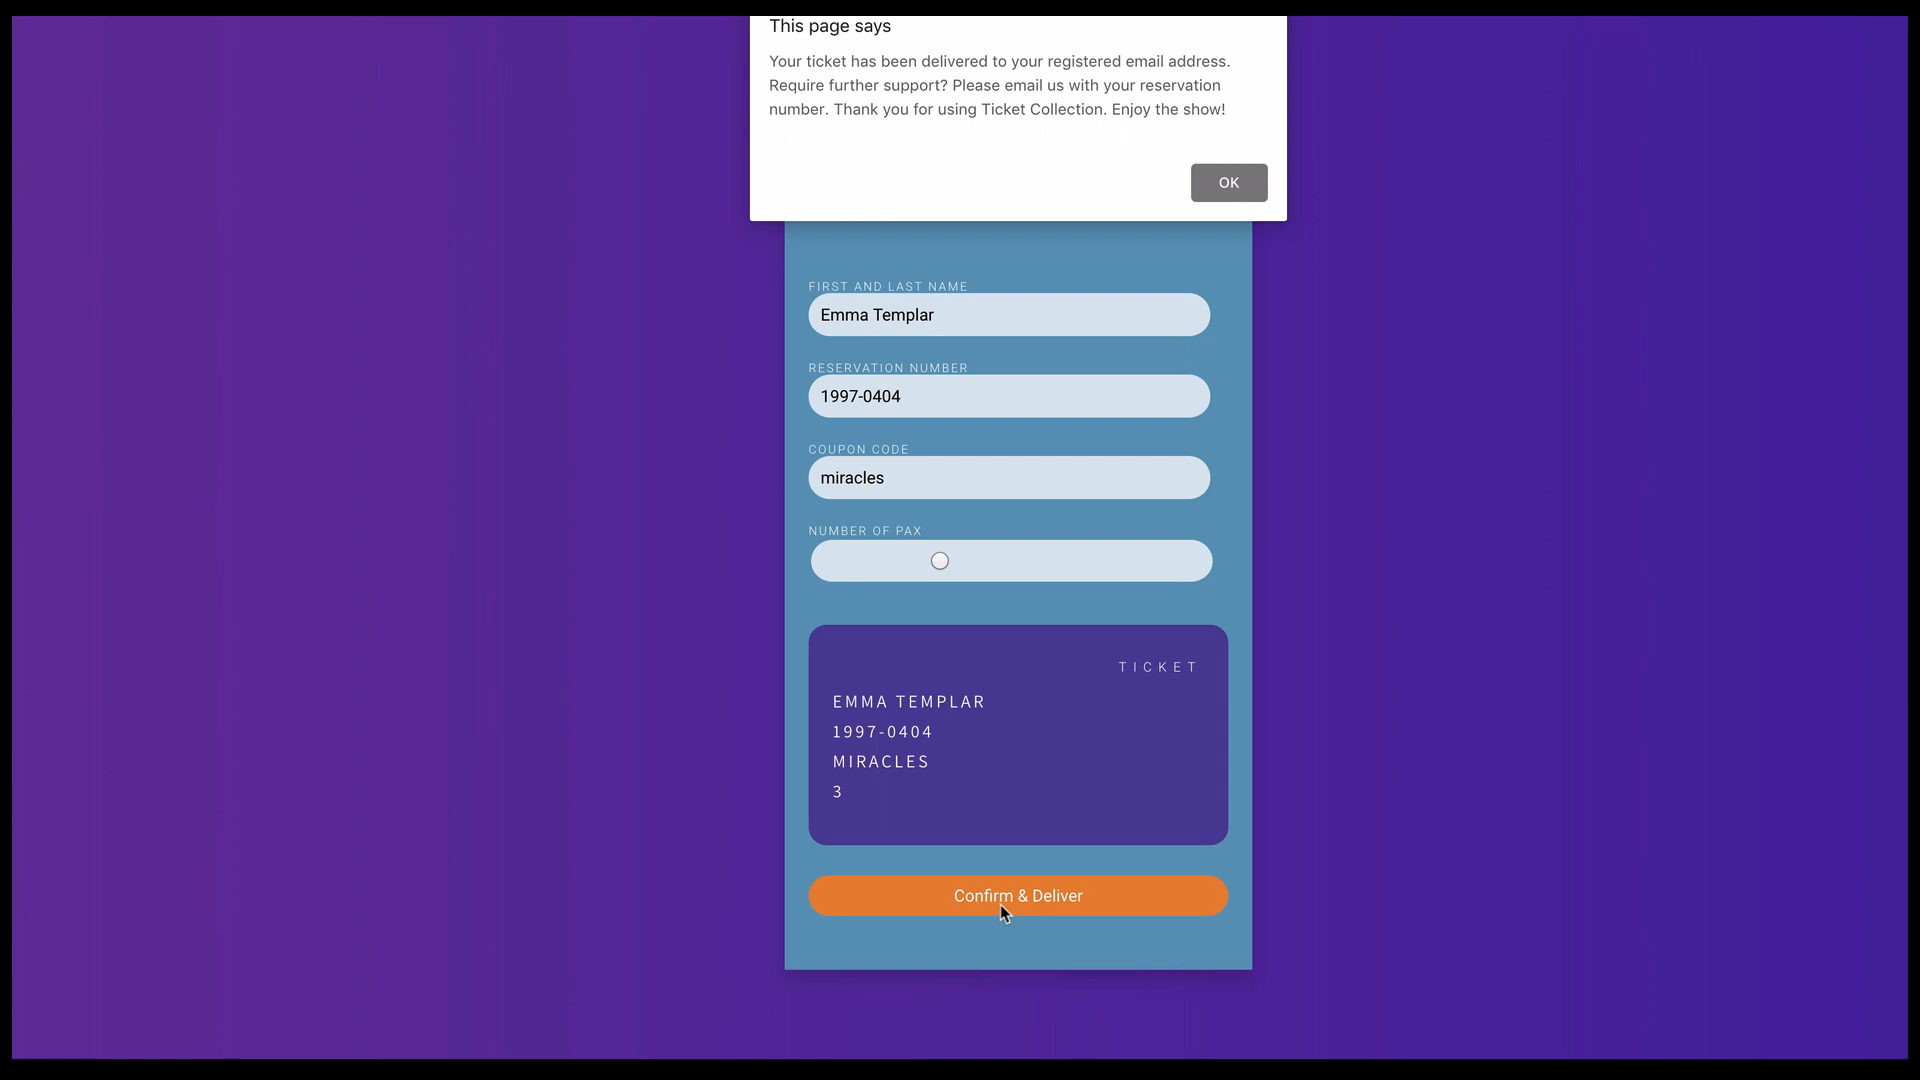 This page says
Your ticket has been delivered to your registered email address.
Require further support? Please email us with your reservation
number. Thank you for using Ticket Collection. Enjoy the show!
OK
FIRST AND LAST NAME
Emma Templar
RESERVATION NUMBER
1997-0404
COUPON CODE
miracles
NUMBER OF PAX
TICKET
EMMA TEMPLAR
1997-0404
MIRACLES
3
Confirm & Deliver